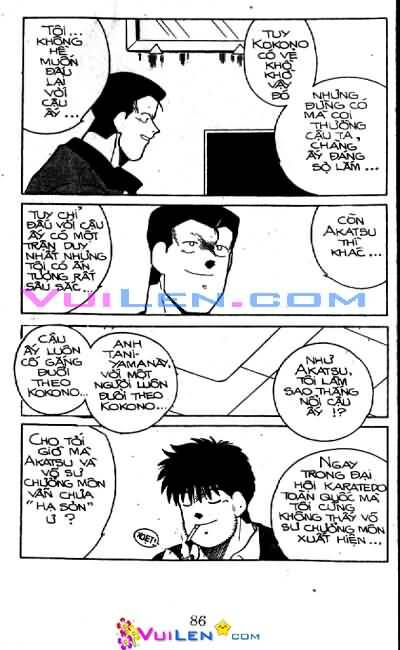 TÔI...
KHÔNG
HỀ
MUỐN
ĐẤU
LẠI
VỚI
CẬU
ẤY...
TUY
KOKONO
CÓ VẺ
KHỜ
KHỜ
VẬY
ĐÓ
NHƯNG
ĐỪNG CÓ
MÀ COI
THƯỜNG
CẬU TA,
CHÀNG
ẤY ĐÁNG
SỢ LẮM...
TUY CHỈ
ĐẤU VỚI CẬU
ẤY CÓ MỘT
TRẬN DUY
NHẤT NHƯNG
TÔI CÓ ẤN
TƯỢNG RẤT
SÂU SẮC...
CÒN
AKATSU
THÌ
KHÁC...
VUILEN.COM
CẬU
ẤY LUÔN
CỐ GẮNG
ĐUỔI
THEO
KOKONO...
ANH
TANI-
YAMA NÀY,
VỚI MỘT
NGƯỜI LUÔN
ĐUỔI THEO
KOKONO...
NHƯ
AKATSU,
TÔI LÀM
SAO THẮNG
NỔI CẬU
ẤY !?
CHO TỚI
GIỜ MÀ
AKATSU VÀ
VÕ SƯ
CHƯỞNG MÔN
VẪN CHƯA
"HẠ SƠN"
Ư ?
NGAY
TRONG ĐẠI
HỘI KARATEDO
TOÀN QUỐC MÀ
TÔI CŨNG
KHÔNG THẤY VÕ
SƯ CHƯỞNG MÔN
XUẤT HIỆN...
86
VUILEN.COM